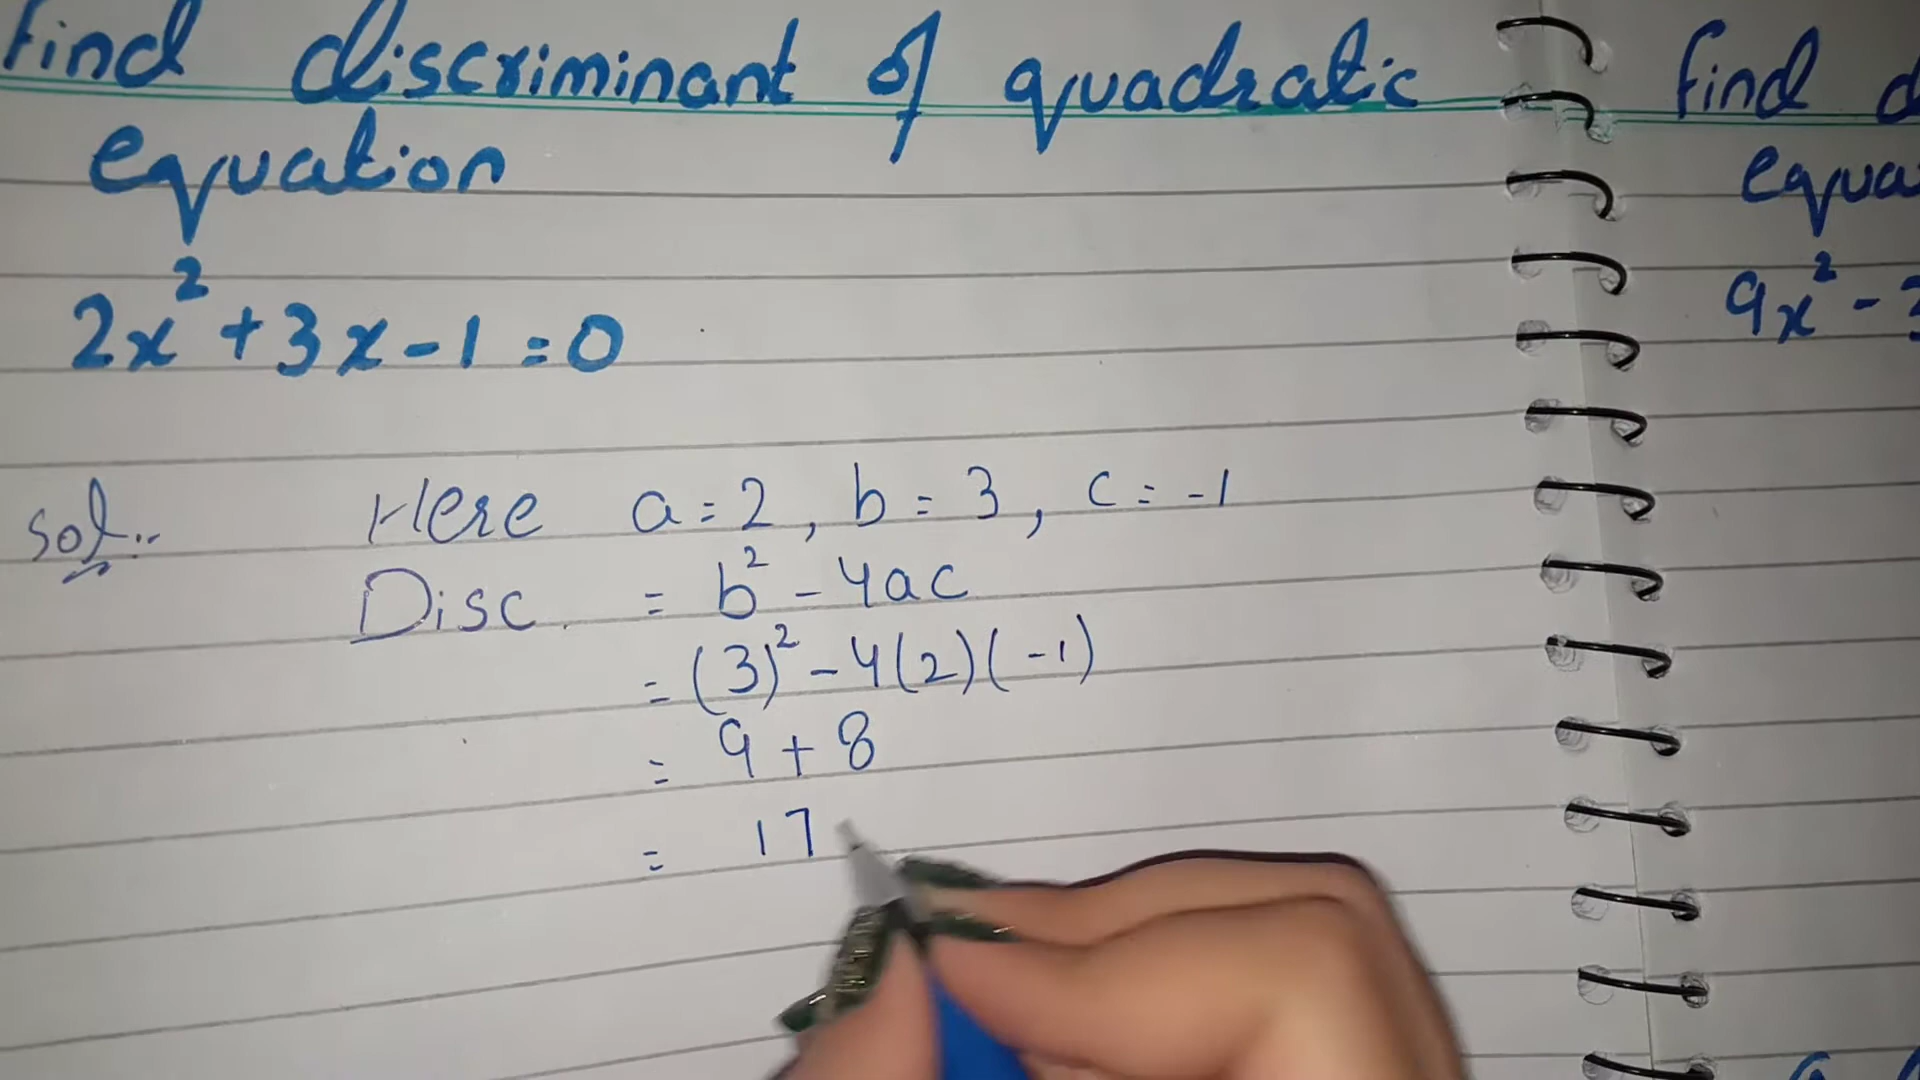 Find discriminant of quadratic
equation
2x² + 3x - 1 = 0
Sol.. Here a = 2 , b = 3 , c = -1
Disc. = b² - 4ac
= (3)² - 4(2)(-1)
= 9 + 8
= 17
find
9x² -